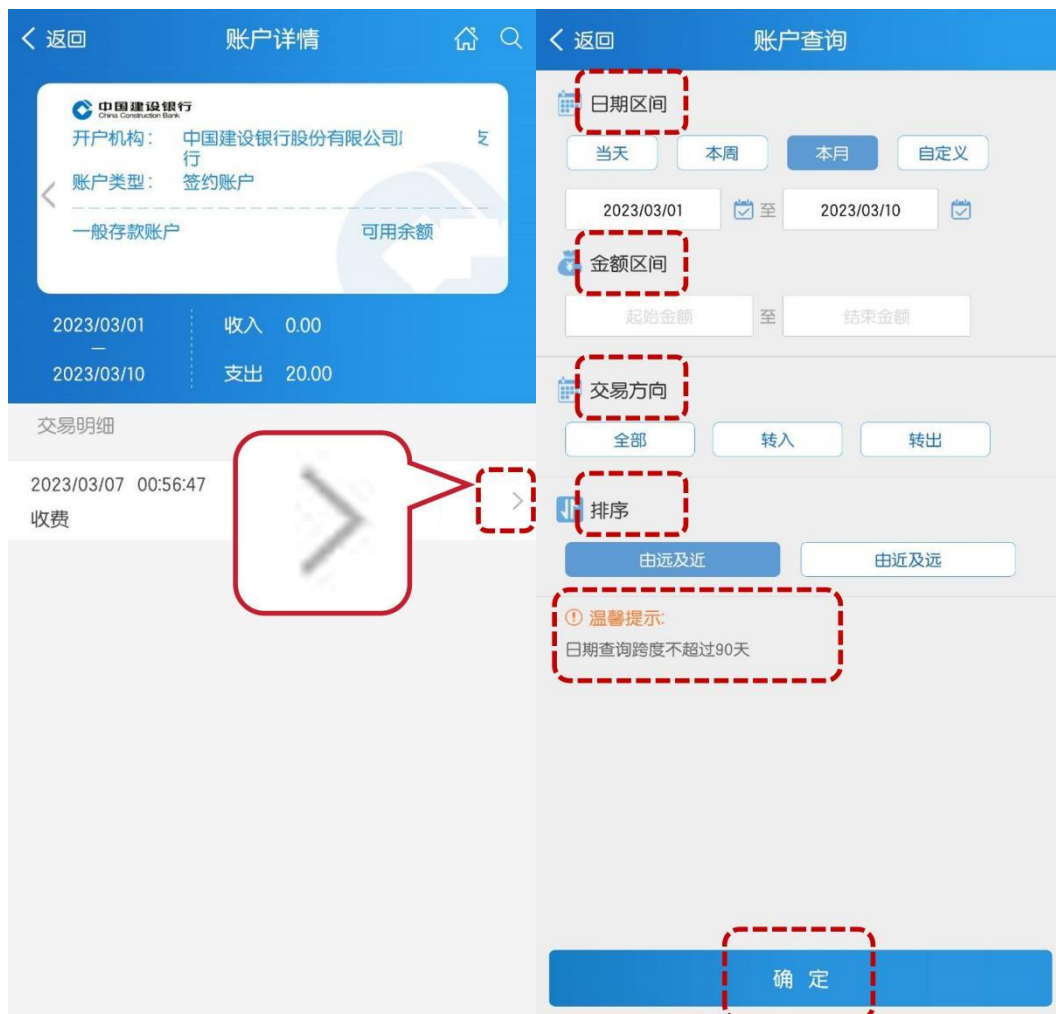 返回
账户详情
中国建设银行
China Construction Bank
开户机构：中国建设银行股份有限公司
行
账户类型：签约账户
一般存款账户 可用余额
2023/03/01 收入 0.00
—
2023/03/10 支出 20.00
交易明细
2023/03/07 00:56:47
收费
返回
账户查询
日期区间
当天 本周 本月 自定义
2023/03/01 至 2023/03/10
金额区间
起始金额 至 结束金额
交易方向
全部 转入 转出
排序
由远及近 由近及远
温馨提示:
日期查询跨度不超过90天
确 定